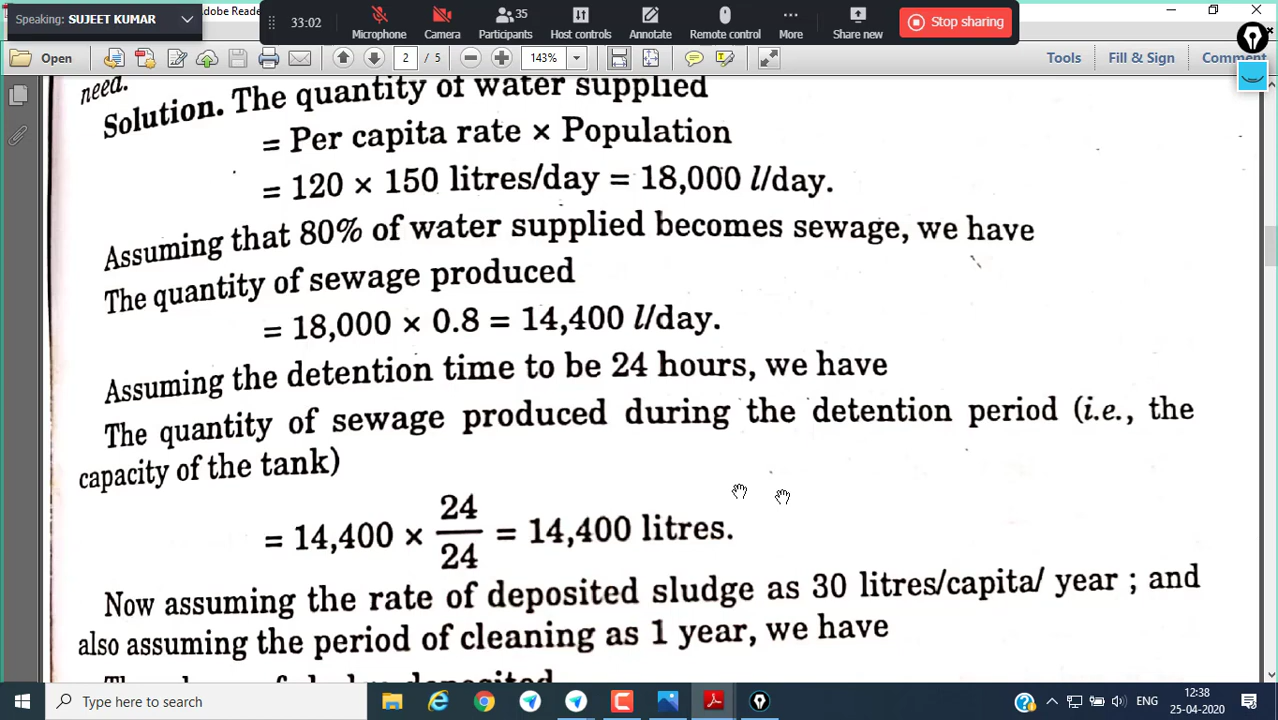 Adobe Reade
Speaking: SUJEET KUMAR
33:02
35
Microphone
Camera
Participants
Host controls
Annotate
Remote control
More
Share new
Stop sharing
Open
2 / 5
143%
Tools
Fill & Sign
Comment
need.
Solution. The quantity of water supplied
= Per capita rate × Population
= 120 × 150 litres/day = 18,000 l/day.
Assuming that 80% of water supplied becomes sewage, we have
The quantity of sewage produced
= 18,000 × 0.8 = 14,400 l/day.
Assuming the detention time to be 24 hours, we have
The quantity of sewage produced during the detention period (i.e., the
capacity of the tank)
= 14,400 × 24/24 = 14,400 litres.
Now assuming the rate of deposited sludge as 30 litres/capita/ year ; and
also assuming the period of cleaning as 1 year, we have
deposited
Type here to search
ENG
12:38
25-04-2020